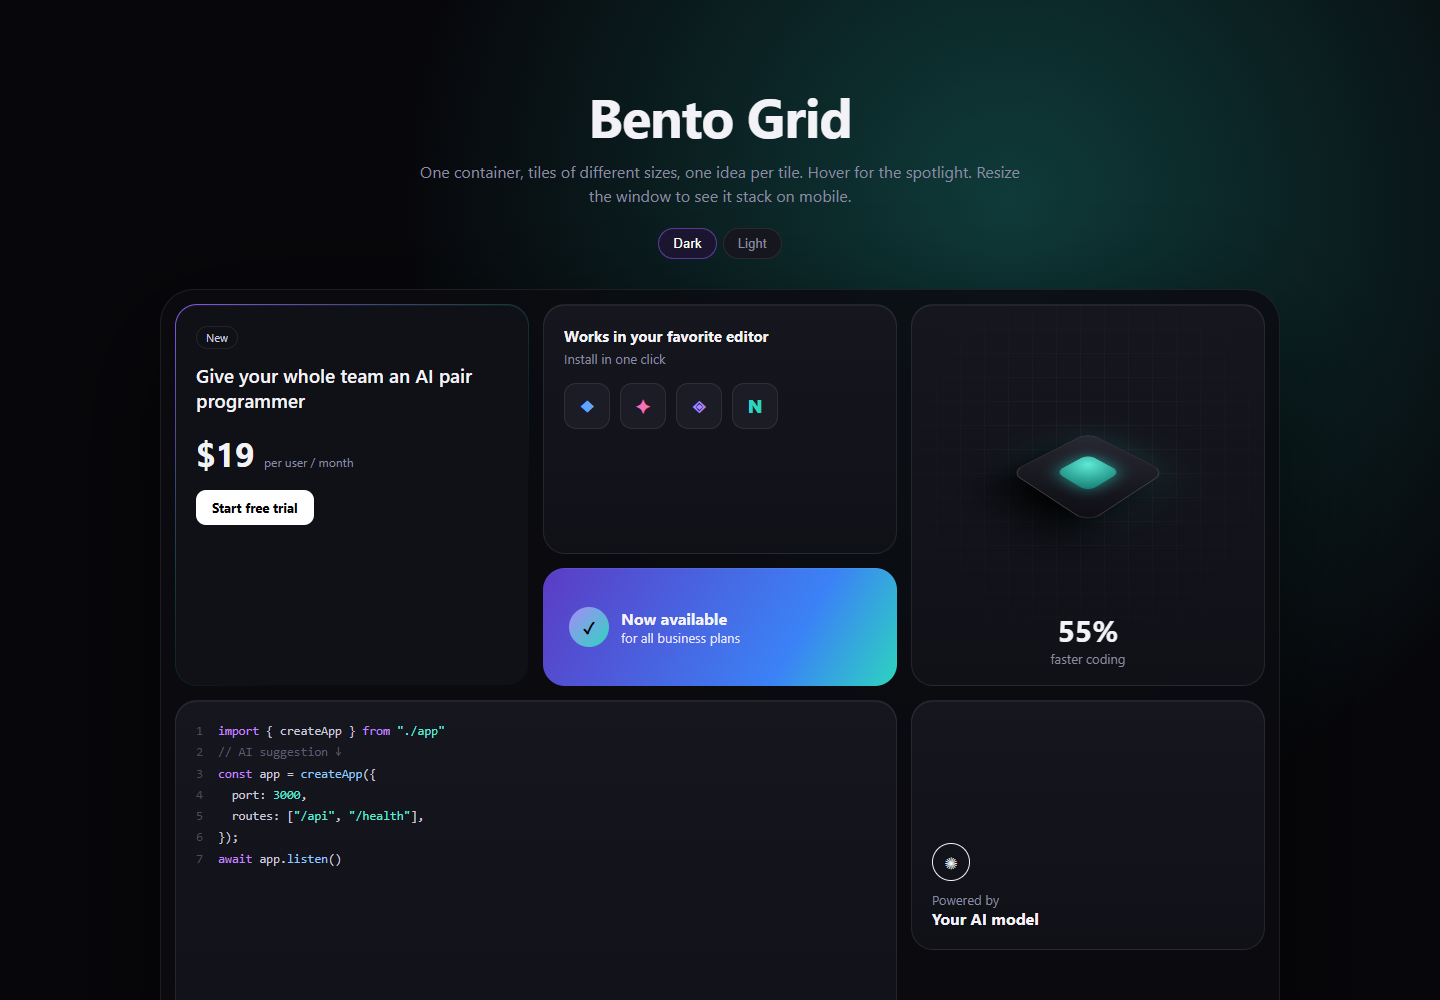 Bento Grid
One container, tiles of different sizes, one idea per tile. Hover for the spotlight. Resize
the window to see it stack on mobile.
Dark
Light
New
Give your whole team an AI pair
programmer
$19 per user / month
Start free trial
Works in your favorite editor
Install in one click
N
✓
Now available
for all business plans
55%
faster coding
1 import { createApp } from "./app"
2 // AI suggestion ↓
3 const app = createApp({
4   port: 3000,
5   routes: ["/api", "/health"],
6 });
7 await app.listen()
Powered by
Your AI model